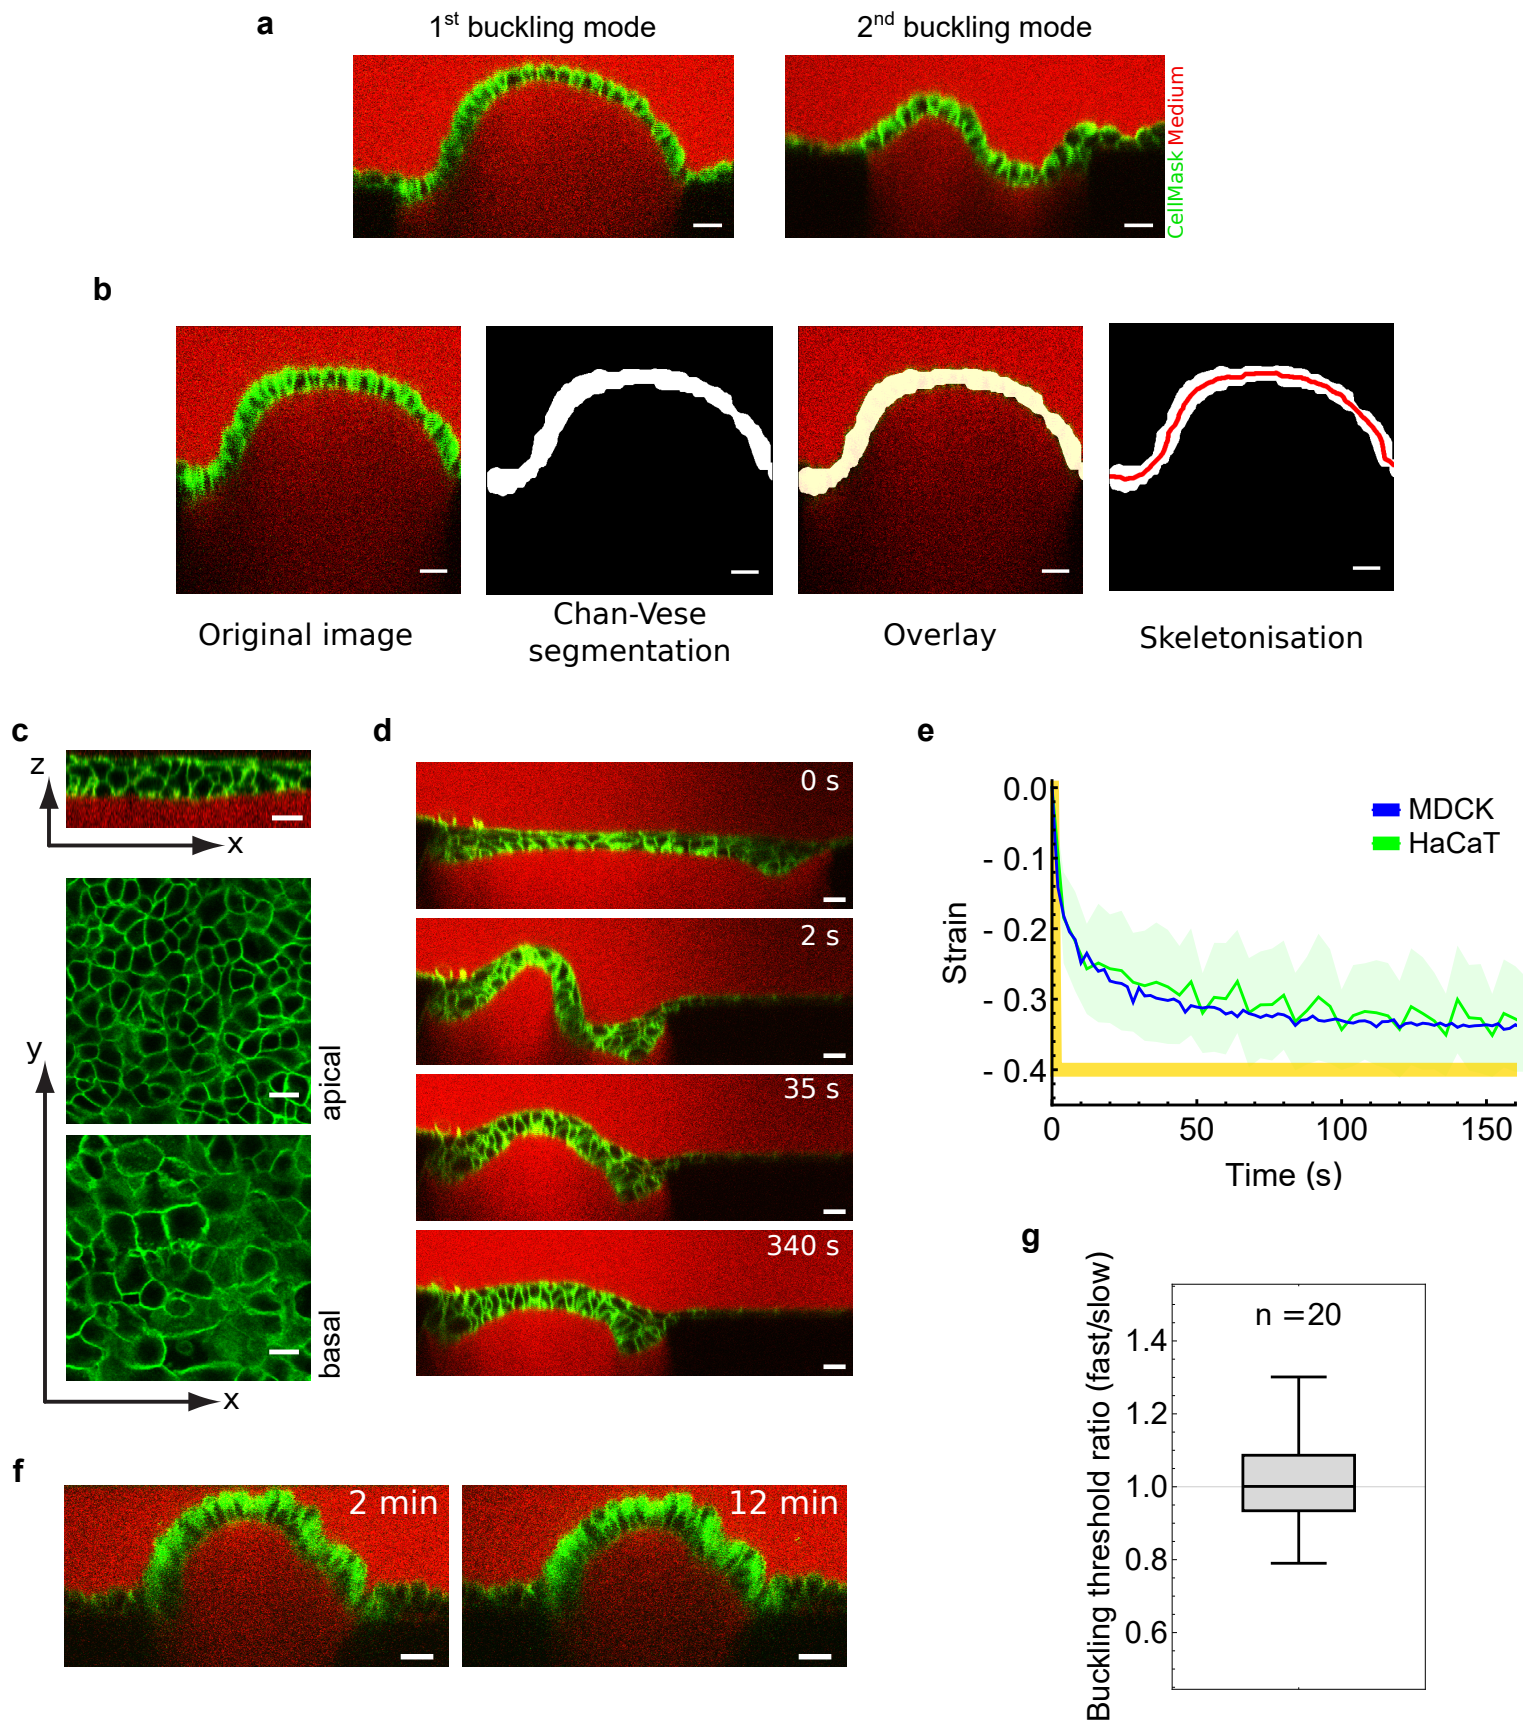 a
1st buckling mode
2nd buckling mode
CellMask Medium
b
Original image
Chan-Vese
segmentation
Overlay
Skeletonisation
c
z
x
y
apical
basal
x
d
0 s
2 s
35 s
340 s
e
0.0
- 0.1
- 0.2
- 0.3
- 0.4
Strain
MDCK
HaCaT
0
50
100
150
Time (s)
f
2 min
12 min
g
Buckling threshold ratio (fast/slow)
n =20
1.4
1.2
1.0
0.8
0.6